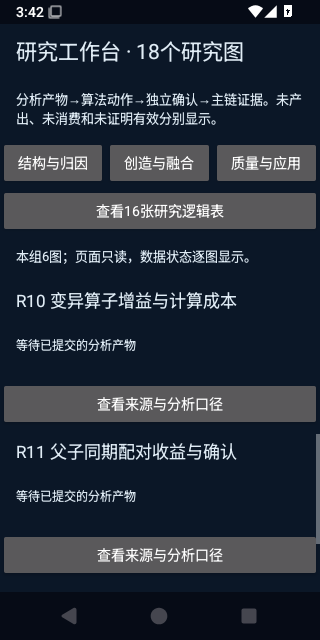 3:42
研究工作台 · 18个研究图
分析产物→算法动作→独立确认→主链证据。未产
出、未消费和未证明有效分别显示。
结构与归因
创造与融合
质量与应用
查看16张研究逻辑表
本组6图；页面只读，数据状态逐图显示。
R10 变异算子增益与计算成本
等待已提交的分析产物
查看来源与分析口径
R11 父子同期配对收益与确认
等待已提交的分析产物
查看来源与分析口径